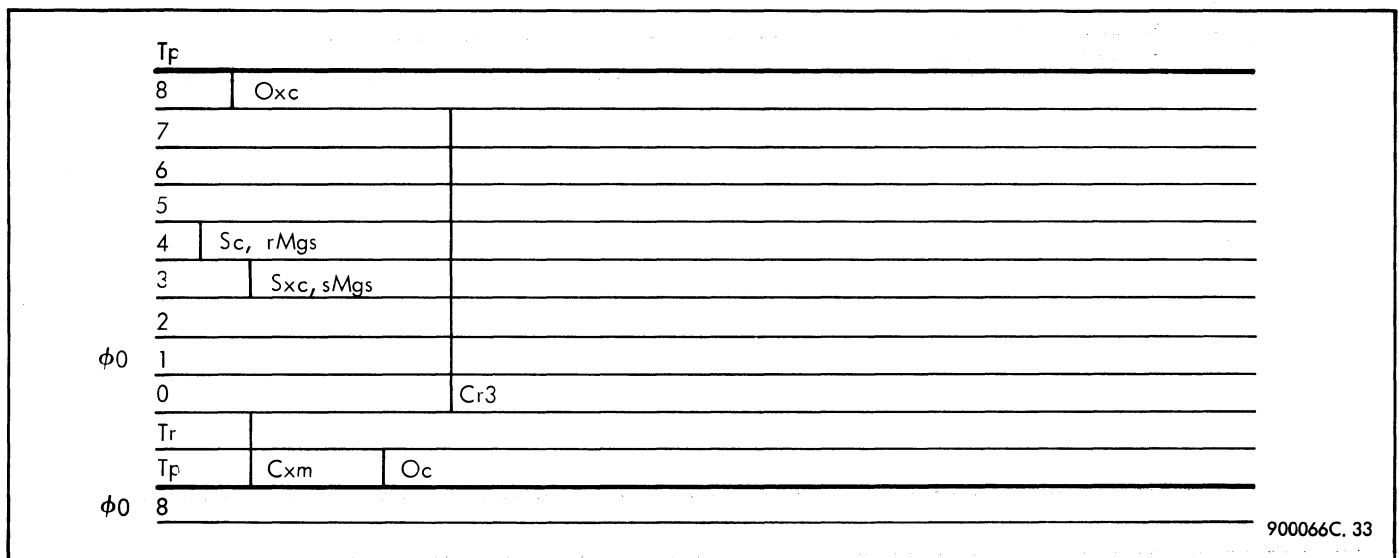 Tp
8 Oxc
7
6
5
4 Sc, rMgs
3 Sxc, sMgs
2
ϕ0 1
0 Cr3
Tr
Tp Cxm Oc
ϕ0 8
900066C. 33